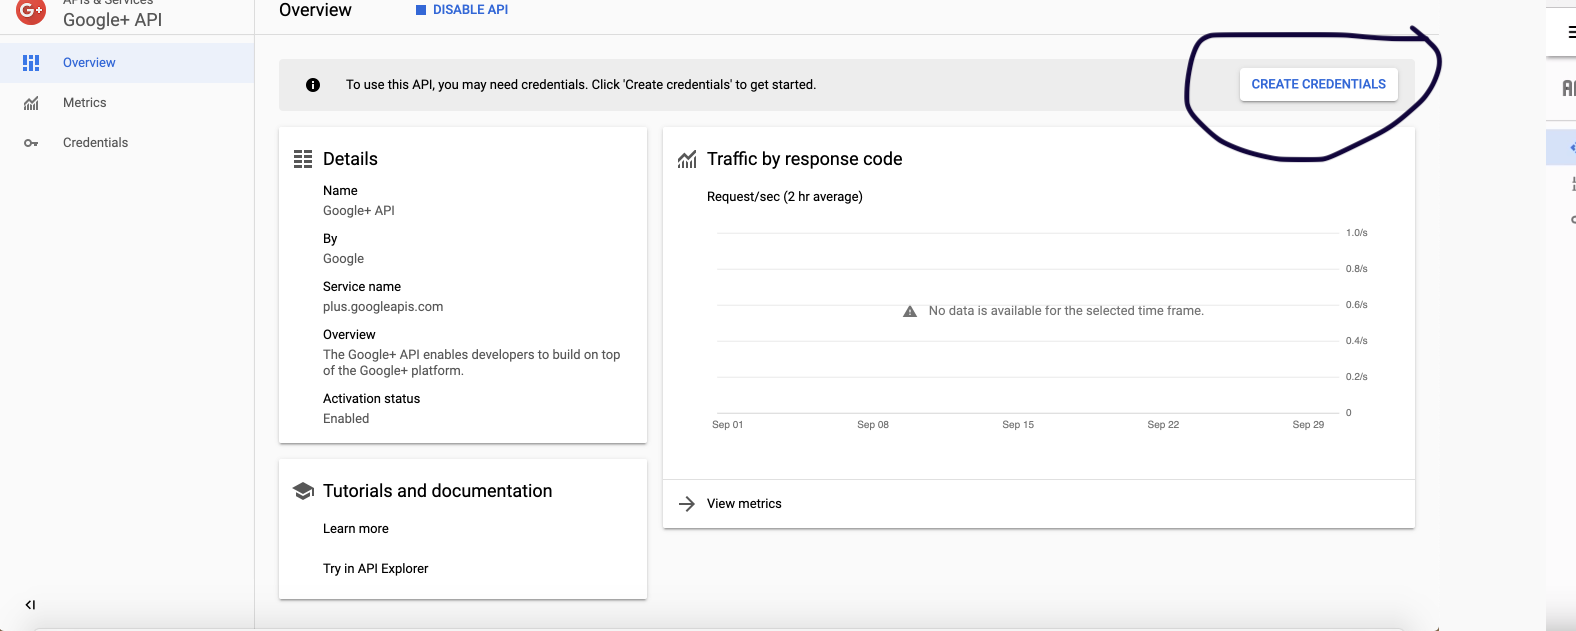 APIs & Services
Google+ API
Overview
DISABLE API
Overview
Metrics
Credentials
To use this API, you may need credentials. Click 'Create credentials' to get started.
CREATE CREDENTIALS
Details
Name
Google+ API
By
Google
Service name
plus.googleapis.com
Overview
The Google+ API enables developers to build on top
of the Google+ platform.
Activation status
Enabled
Tutorials and documentation
Learn more
Try in API Explorer
Traffic by response code
Request/sec (2 hr average)
1.0/s
0.8/s
0.6/s
No data is available for the selected time frame.
0.4/s
0.2/s
0
Sep 01 Sep 08 Sep 15 Sep 22 Sep 29
View metrics